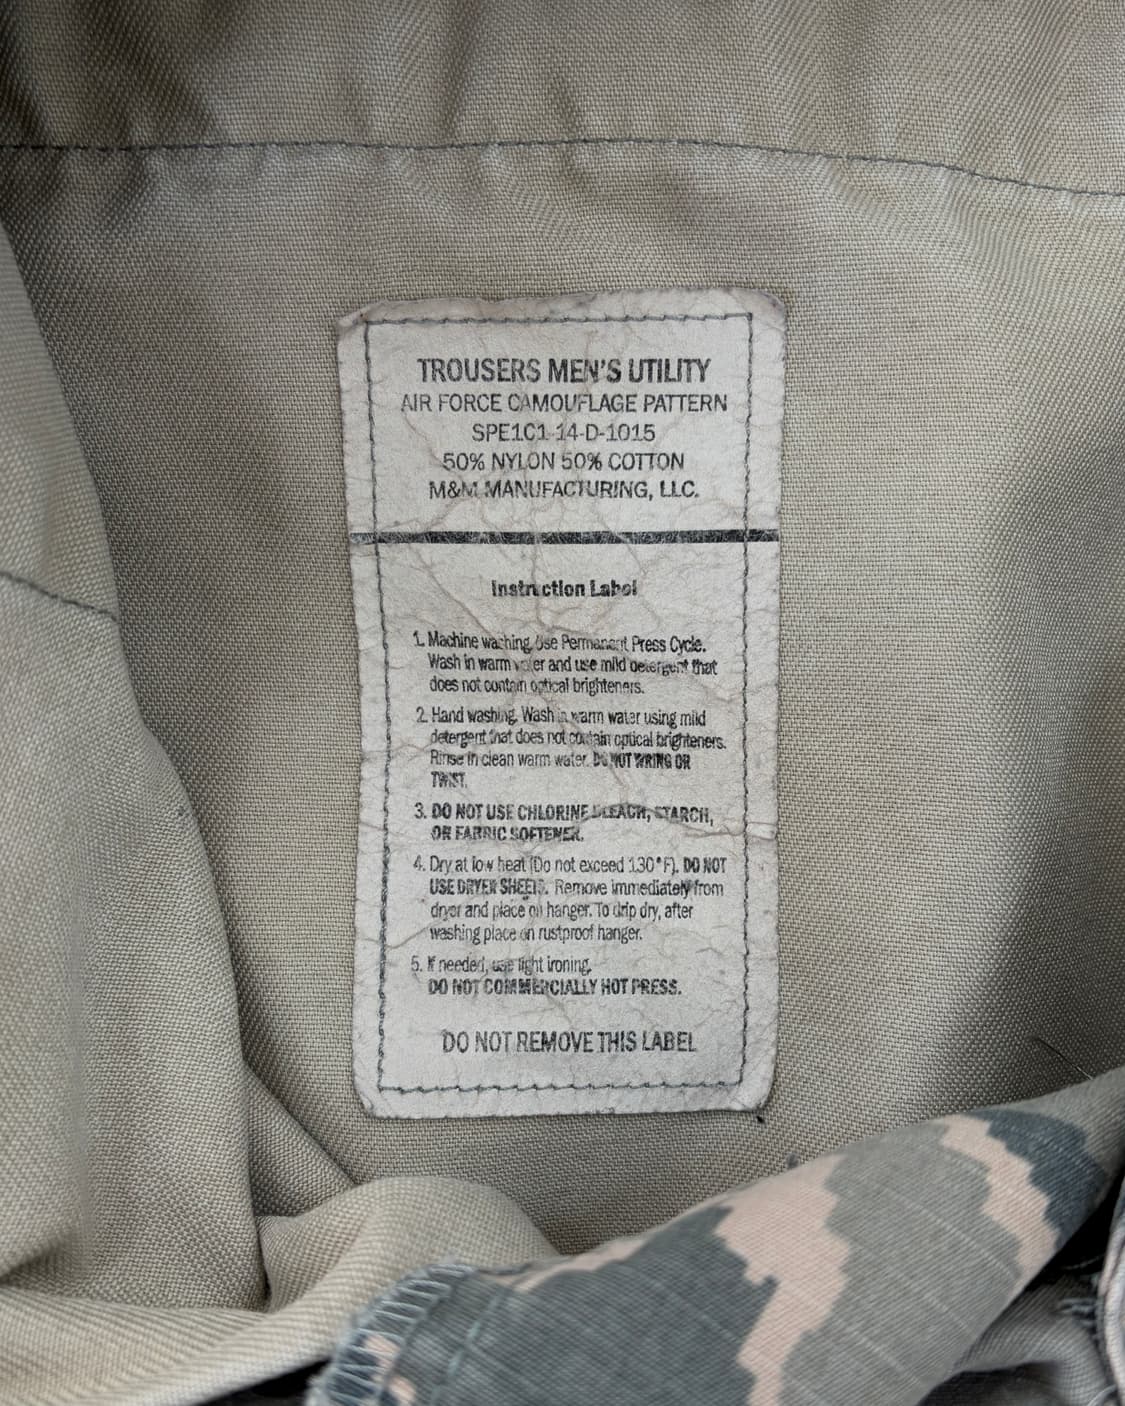 TROUSERS MEN'S UTILITY
AIR FORCE CAMOUFLAGE PATTERN
SPE1C1-14-D-1015
50% NYLON 50% COTTON
M&M MANUFACTURING, LLC.
Instruction Label
1. Machine washing. Use Permanent Press Cycle.
Wash in warm water and use mild detergent that
does not contain optical brighteners.
2. Hand washing. Wash in warm water using mild
detergent that does not contain optical brighteners.
Rinse in clean warm water. DO NOT WRING OR
TWIST.
3. DO NOT USE CHLORINE BLEACH, STARCH,
OR FABRIC SOFTENER.
4. Dry at low heat (Do not exceed 130°F). DO NOT
USE DRYER SHEETS. Remove immediately from
dryer and place on hanger. To drip dry, after
washing place on rustproof hanger.
5. If needed, use light ironing.
DO NOT COMMERCIALLY HOT PRESS.
DO NOT REMOVE THIS LABEL